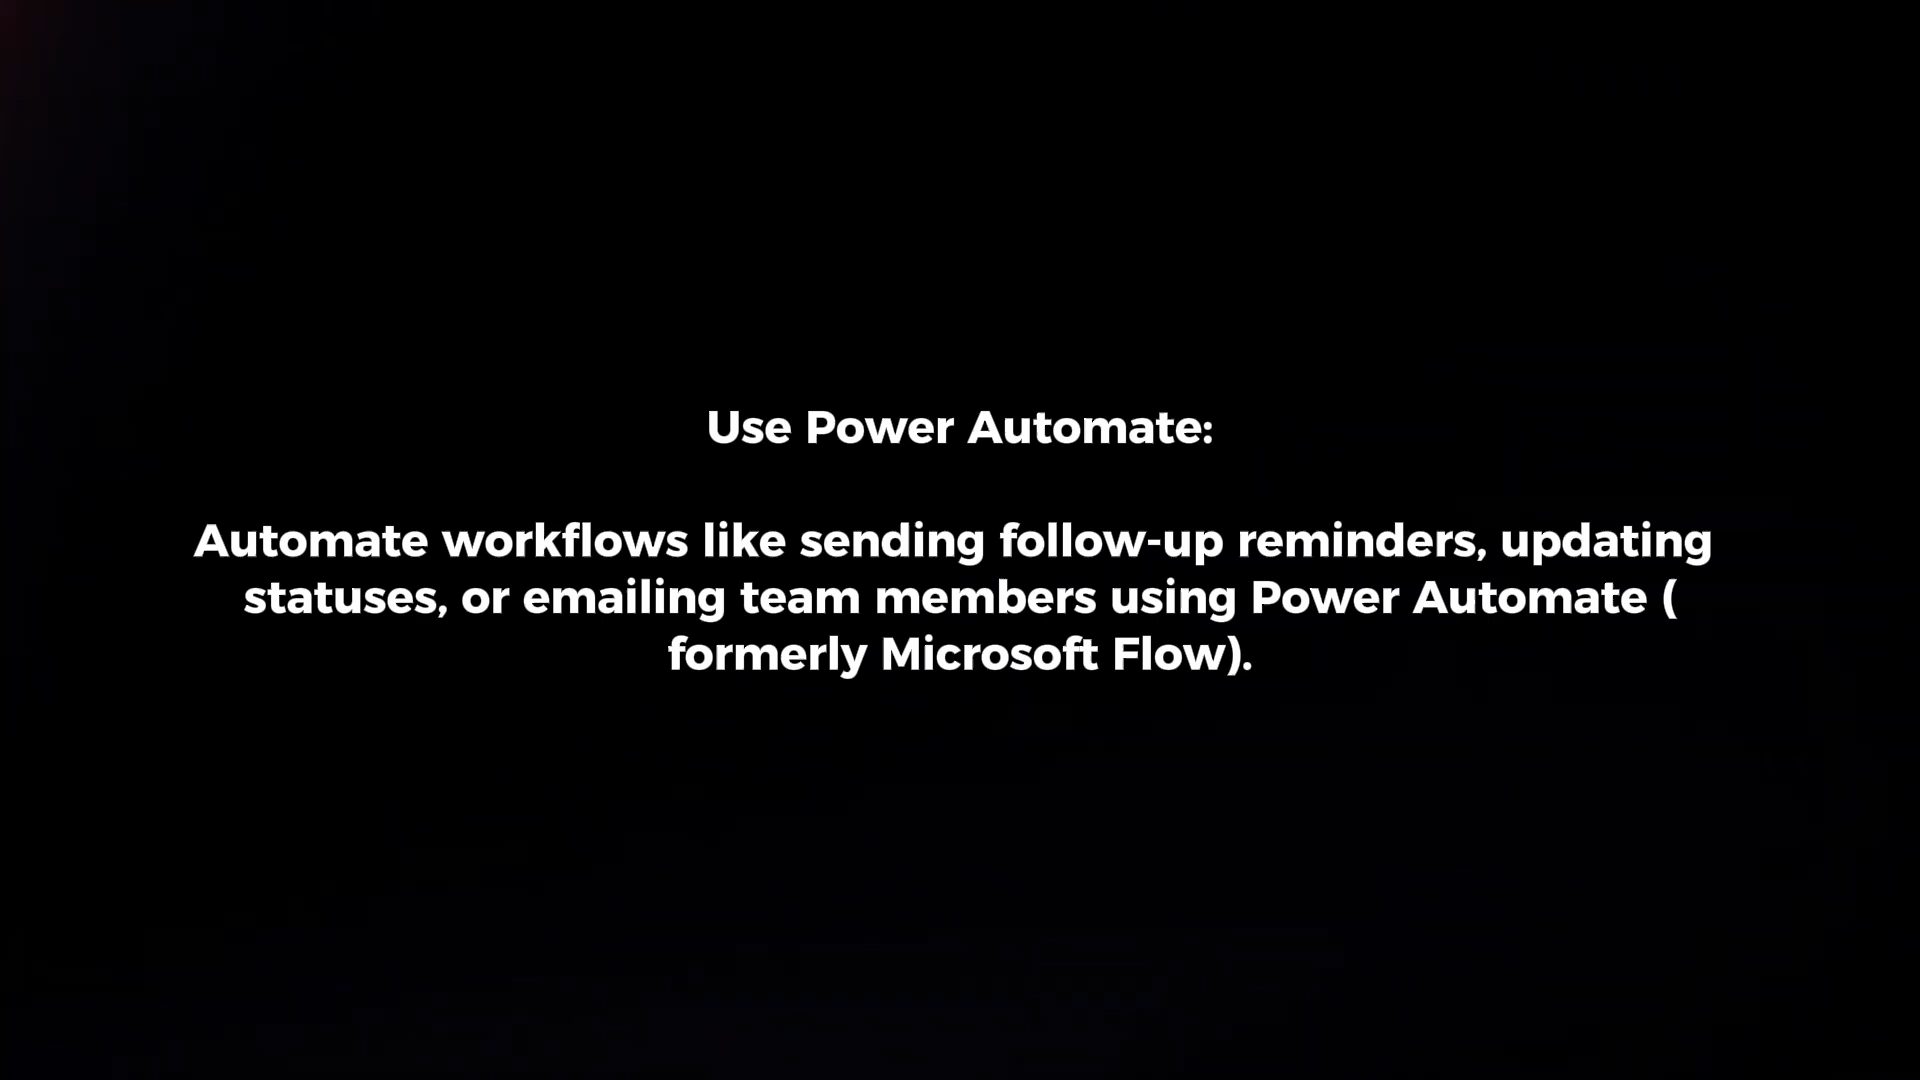 Use Power Automate:
Automate workflows like sending follow-up reminders, updating
statuses, or emailing team members using Power Automate (
formerly Microsoft Flow).